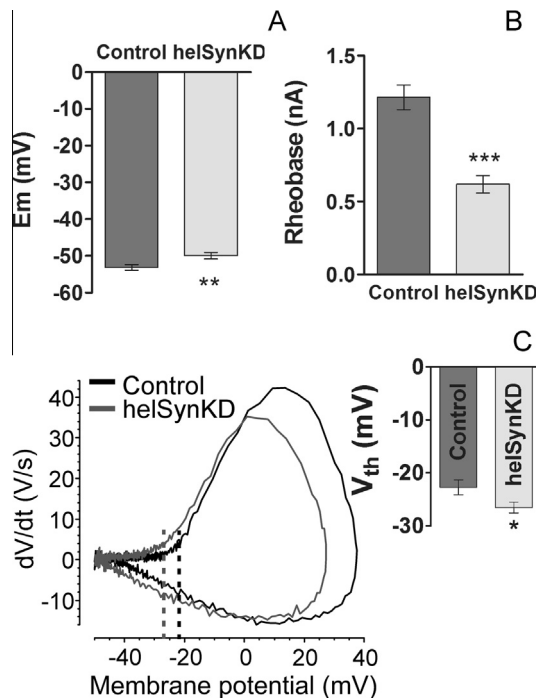 A
Control helSynKD
0
-10
-20
-30
-40
-50
-60
Em (mV)
**
B
1.5
1.0
0.5
0.0
Rheobase (nA)
***
Control helSynKD
C
Control
helSynKD
40
30
20
10
0
-10
dV/dt (V/s)
-40 -20 0 20 40
Membrane potential (mV)
0
-10
-20
-30
Vth (mV)
Control
helSynKD
*